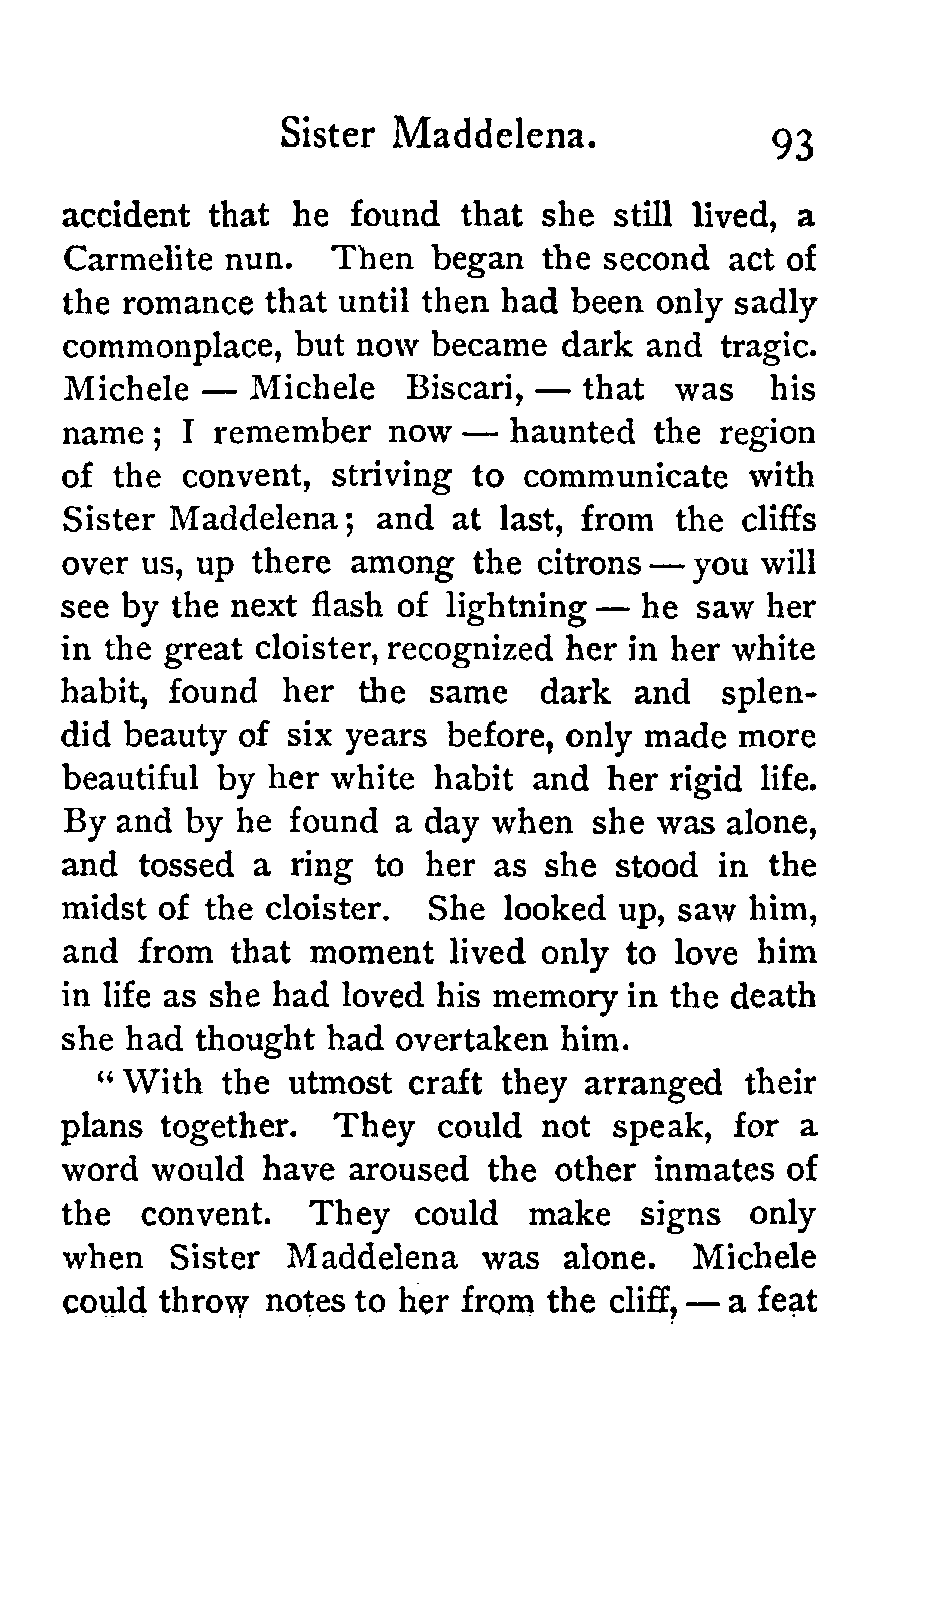 Sister Maddelena. 93
accident that he found that she still lived, a
Carmelite nun. Then began the second act of
the romance that until then had been only sadly
commonplace, but now became dark and tragic.
Michele — Michele Biscari, — that was his
name ; I remember now — haunted the region
of the convent, striving to communicate with
Sister Maddelena ; and at last, from the cliffs
over us, up there among the citrons — you will
see by the next flash of lightning — he saw her
in the great cloister, recognized her in her white
habit, found her the same dark and splen-
did beauty of six years before, only made more
beautiful by her white habit and her rigid life.
By and by he found a day when she was alone,
and tossed a ring to her as she stood in the
midst of the cloister. She looked up, saw him,
and from that moment lived only to love him
in life as she had loved his memory in the death
she had thought had overtaken him.
“ With the utmost craft they arranged their
plans together. They could not speak, for a
word would have aroused the other inmates of
the convent. They could make signs only
when Sister Maddelena was alone. Michele
could throw notes to her from the cliff, — a feat